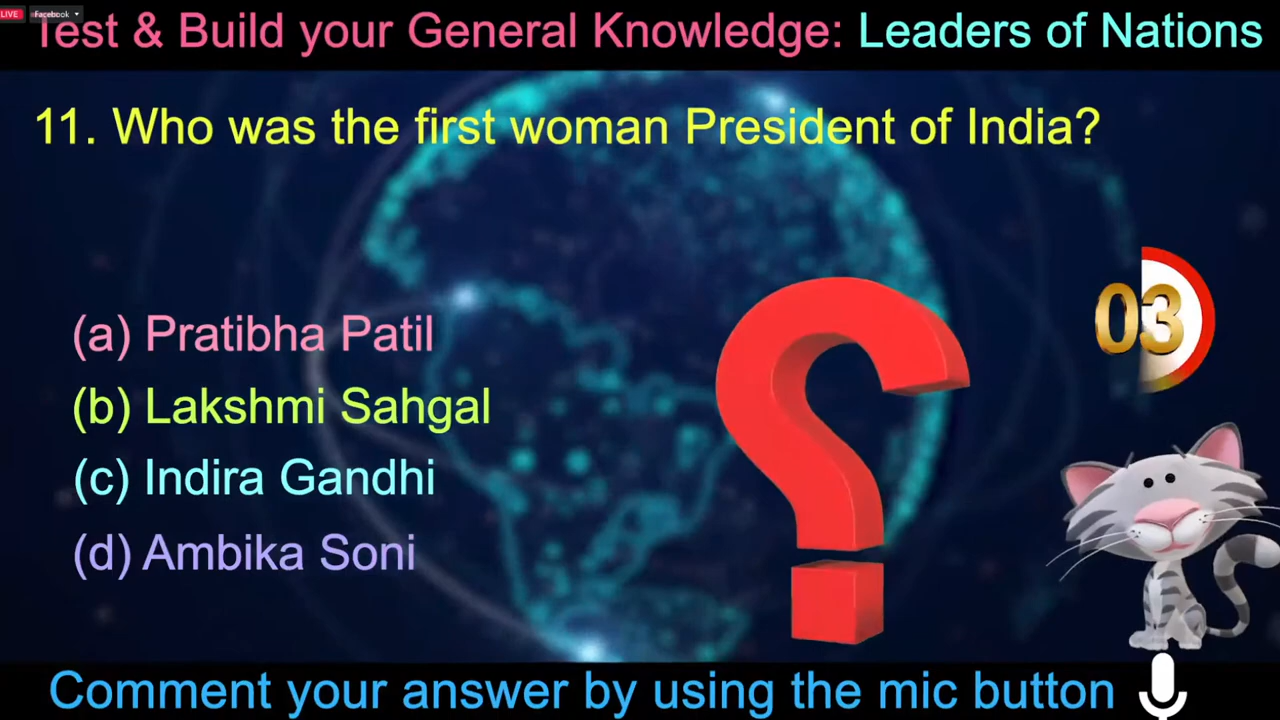 LIVE Facebook
Test & Build your General Knowledge: Leaders of Nations
11. Who was the first woman President of India?
03
(a) Pratibha Patil
(b) Lakshmi Sahgal
(c) Indira Gandhi
(d) Ambika Soni
Comment your answer by using the mic button